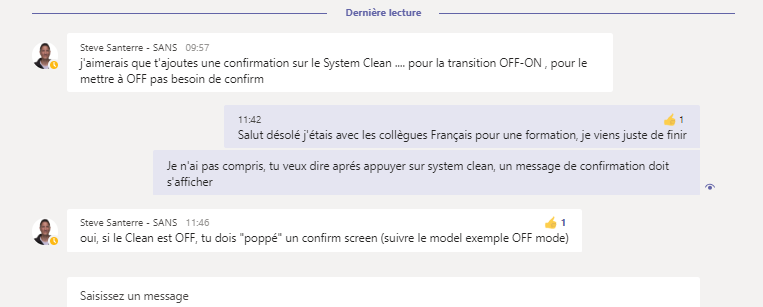 Dernière lecture
Steve Santerre - SANS 09:57
j'aimerais que t'ajoutes une confirmation sur le System Clean .... pour la transition OFF-ON , pour le
mettre à OFF pas besoin de confirm
11:42 👍 1
Salut désolé j'étais avec les collègues Français pour une formation, je viens juste de finir
Je n'ai pas compris, tu veux dire aprés appuyer sur system clean, un message de confirmation doit
s'afficher
Steve Santerre - SANS 11:46 👍 1
oui, si le Clean est OFF, tu dois "poppé" un confirm screen (suivre le model exemple OFF mode)
Saisissez un message